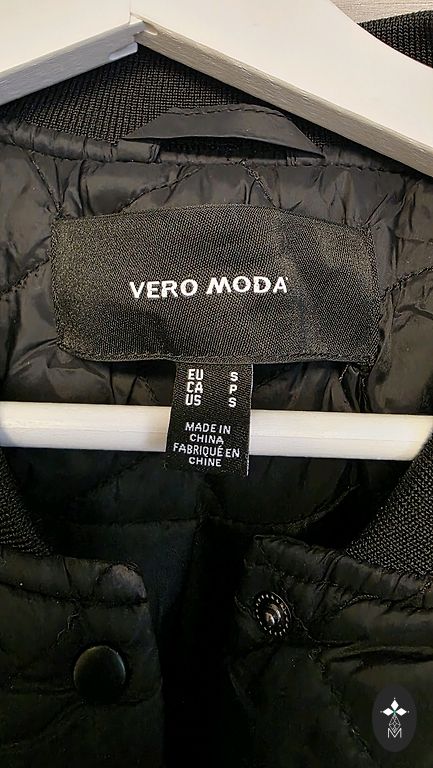 VERO MODA
EU S
CA P
US S
MADE IN
CHINA
FABRIQUÉ EN
CHINE
M